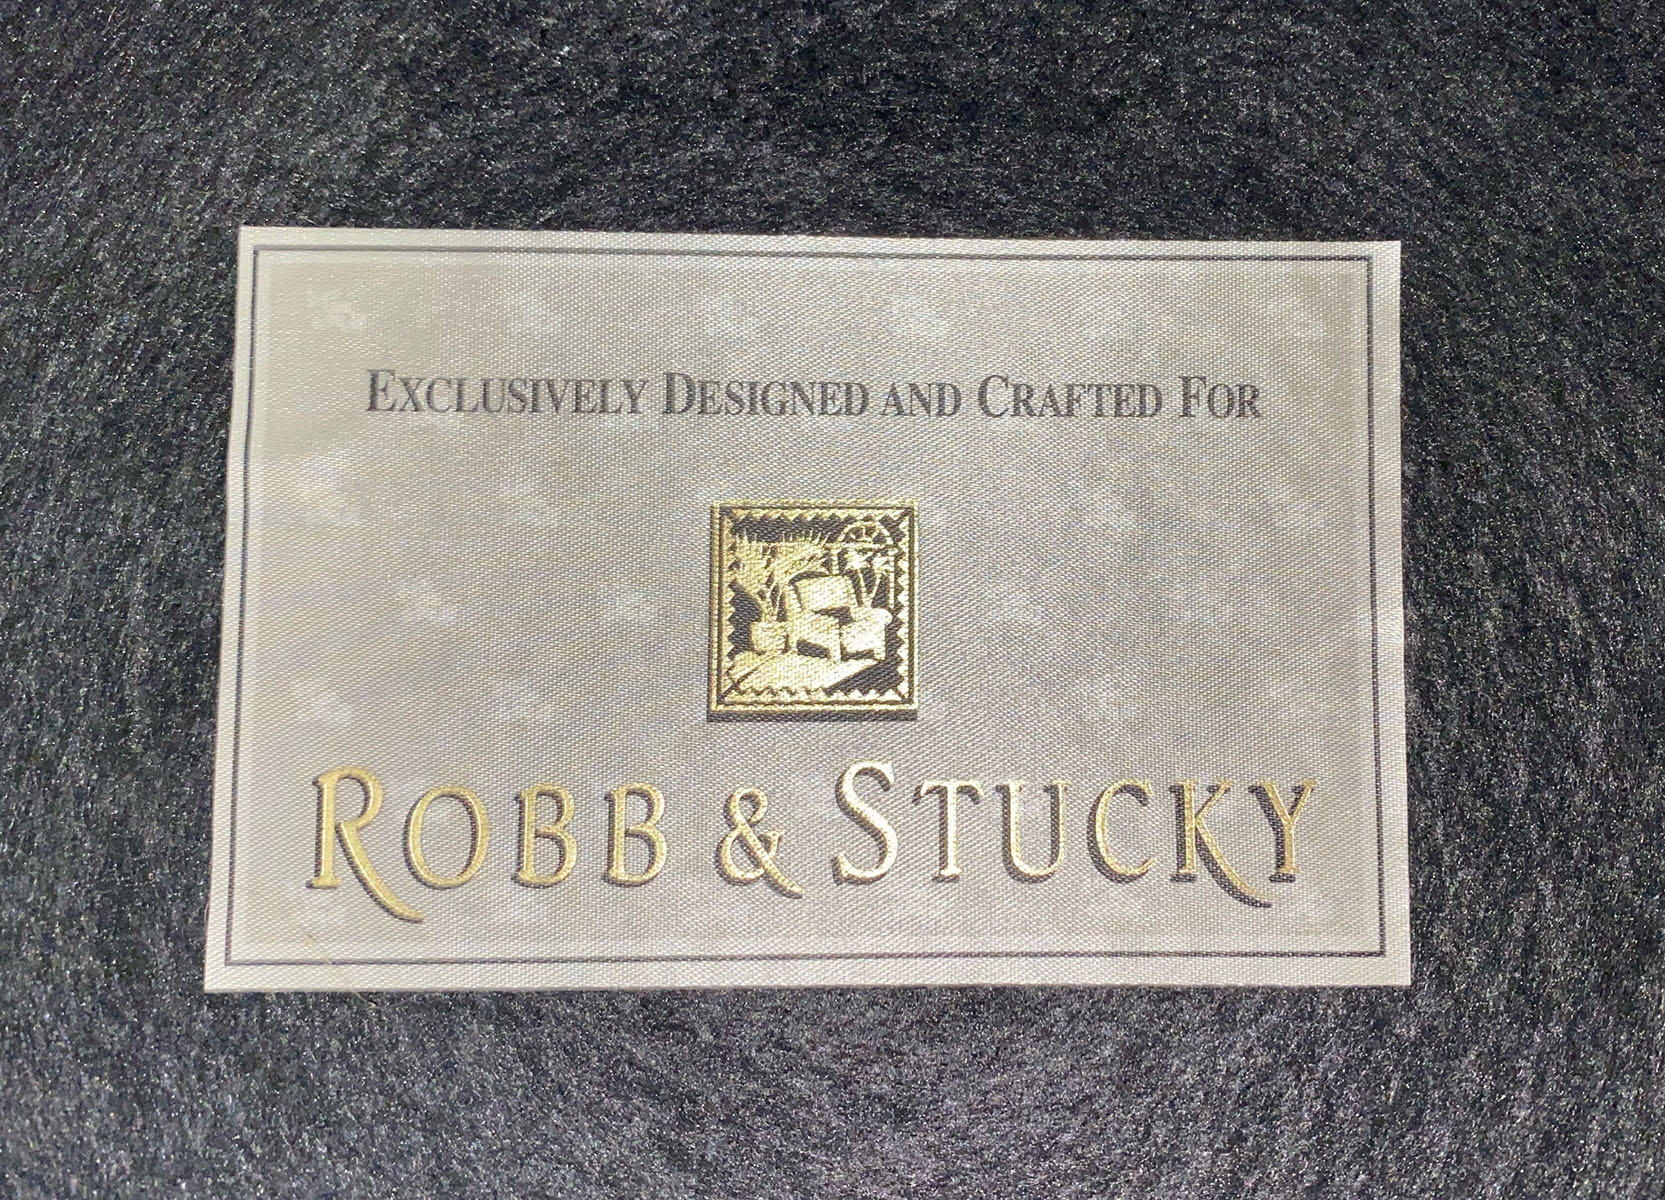 EXCLUSIVELY DESIGNED AND CRAFTED FOR
ROBB & STUCKY